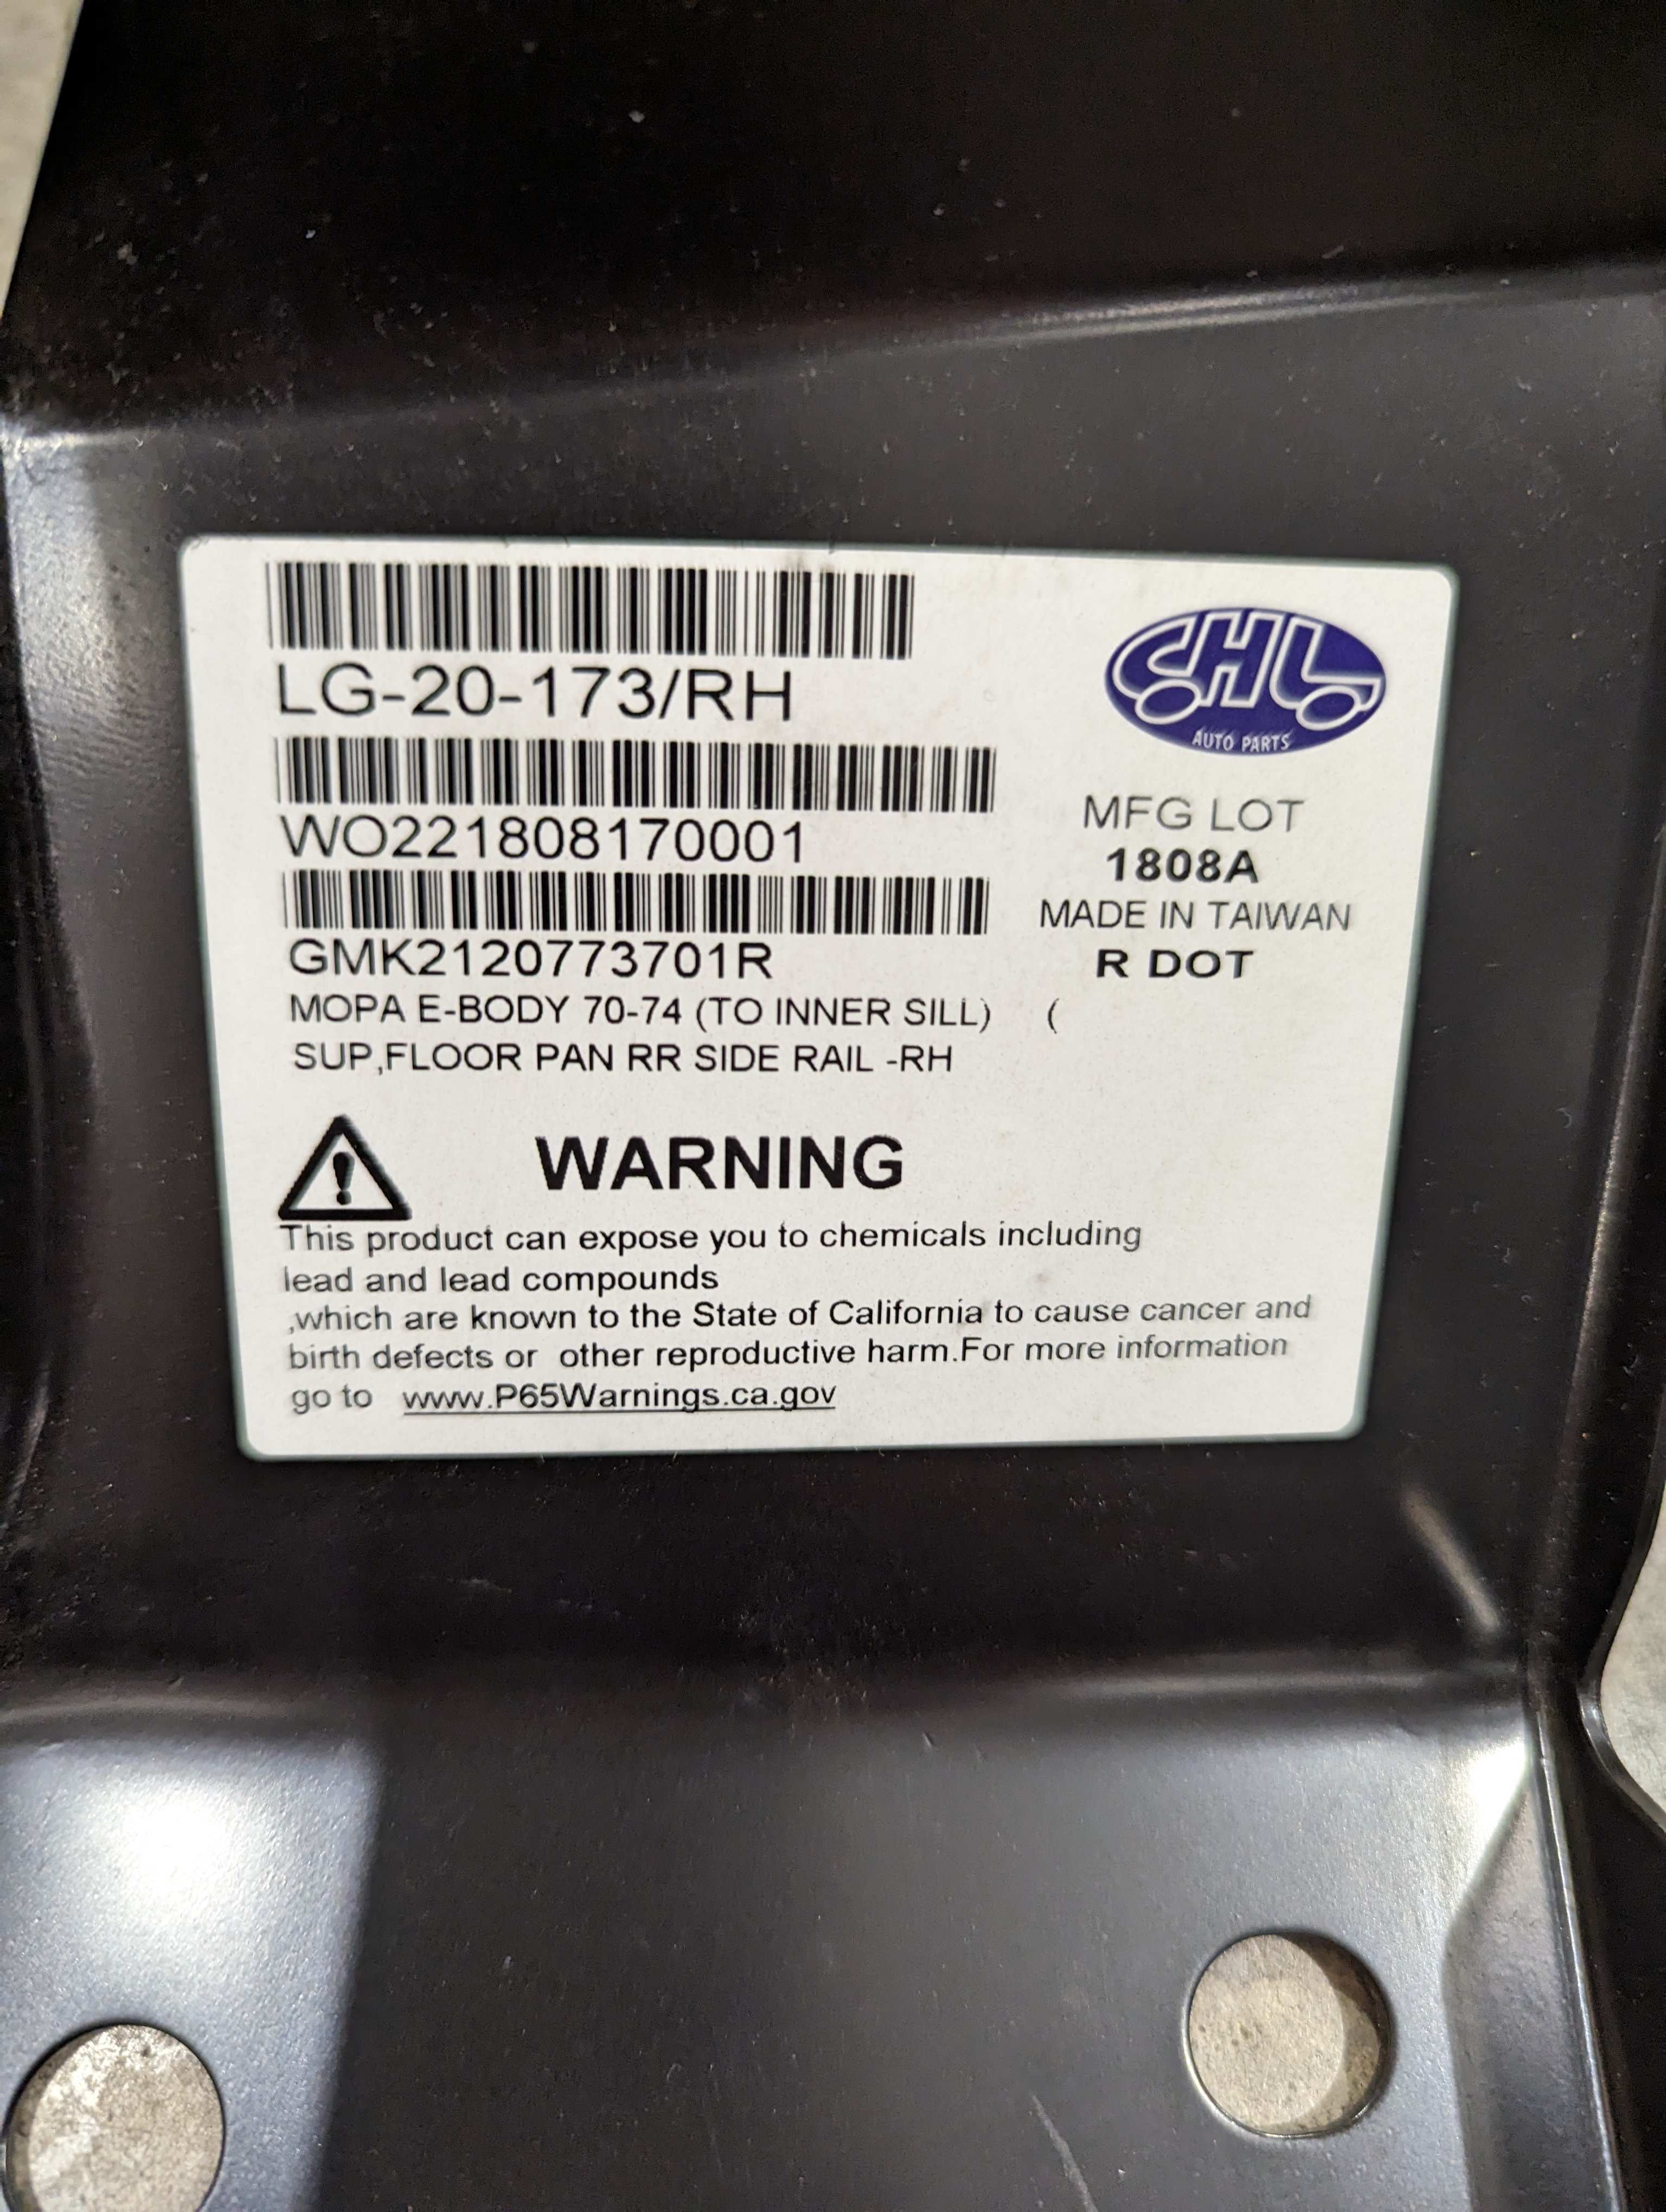 LG-20-173/RH
CHL
AUTO PARTS
WO221808170001
MFG LOT
1808A
MADE IN TAIWAN
GMK2120773701R
R DOT
MOPA E-BODY 70-74 (TO INNER SILL) (
SUP,FLOOR PAN RR SIDE RAIL -RH
WARNING
This product can expose you to chemicals including
lead and lead compounds
,which are known to the State of California to cause cancer and
birth defects or other reproductive harm.For more information
go to www.P65Warnings.ca.gov